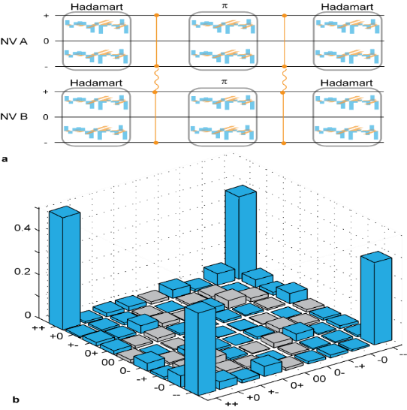 Hadamart π Hadamart
+
NV A 0
-
Hadamart π Hadamart
+
NV B 0
-
a
0.4
0.2
0
++ +0 +- 0+ 00 0- -+ -0 --
++ +0 +- 0+ 00 0- -+ -0 --
b